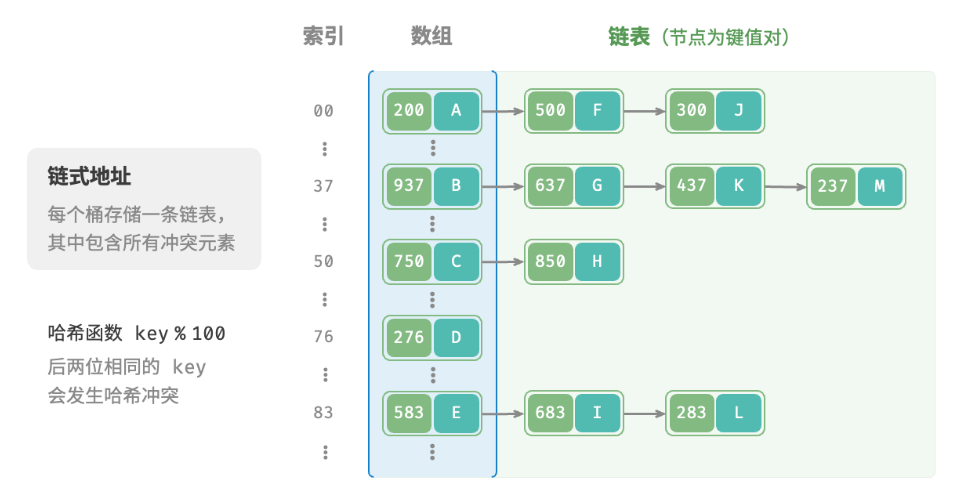 索引 数组 链表（节点为键值对）
00 200 A 500 F 300 J
链式地址
每个桶存储一条链表，
其中包含所有冲突元素
37 937 B 637 G 437 K 237 M
50 750 C 850 H
哈希函数 key % 100
后两位相同的 key
会发生哈希冲突
76 276 D
83 583 E 683 I 283 L